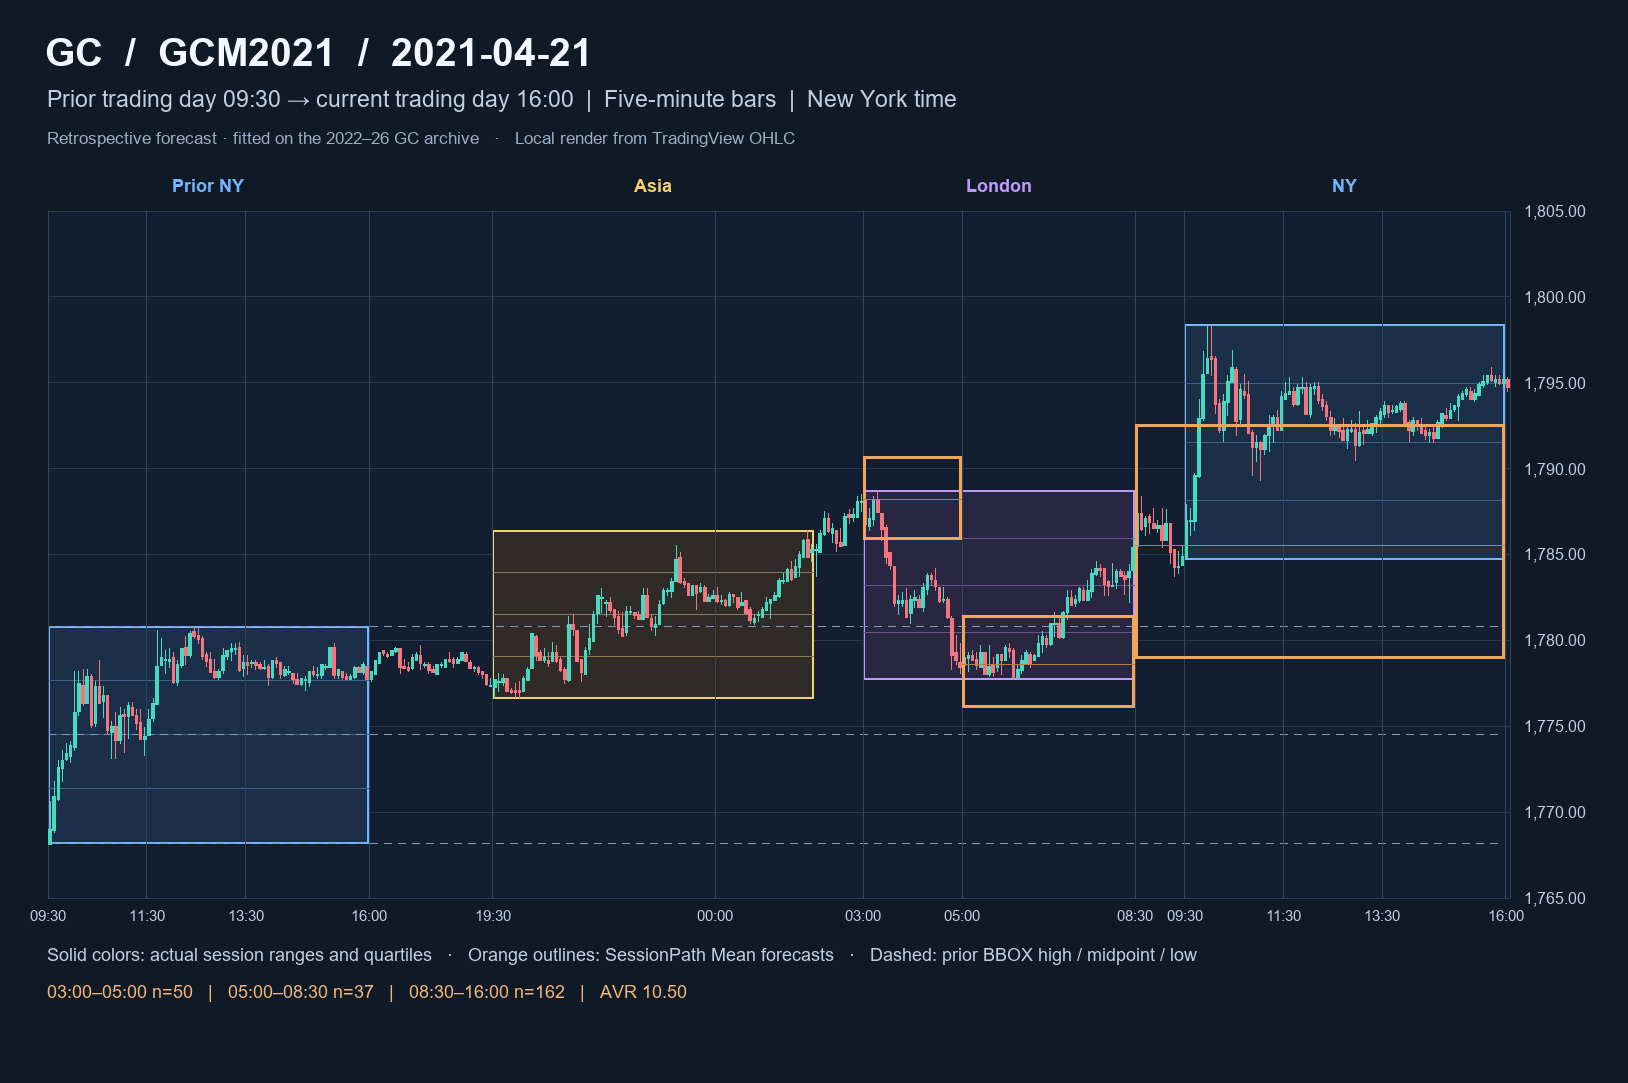 GC / GCM2021 / 2021-04-21
Prior trading day 09:30 → current trading day 16:00 | Five-minute bars | New York time
Retrospective forecast · fitted on the 2022–26 GC archive · Local render from TradingView OHLC
Prior NY Asia London NY
1,805.00
1,800.00
1,795.00
1,790.00
1,785.00
1,780.00
1,775.00
1,770.00
1,765.00
09:30 11:30 13:30 16:00 19:30 00:00 03:00 05:00 08:30 09:30 11:30 13:30 16:00
Solid colors: actual session ranges and quartiles · Orange outlines: SessionPath Mean forecasts · Dashed: prior BBOX high / midpoint / low
03:00–05:00 n=50 | 05:00–08:30 n=37 | 08:30–16:00 n=162 | AVR 10.50